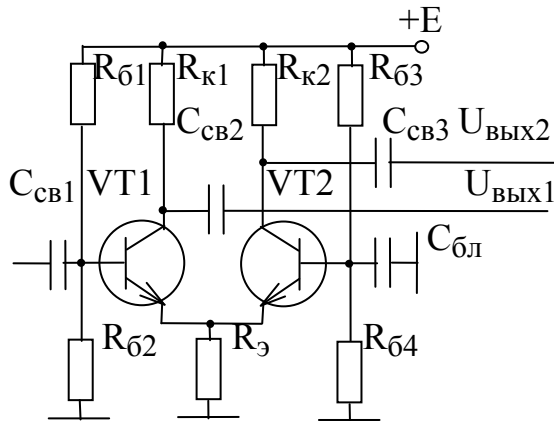 +E
Rб1 Rк1 Rк2 Rб3
Cсв2 Cсв3 Uвых2
Cсв1 VT1 VT2 Uвых1
Cбл
Rб2 Rэ Rб4